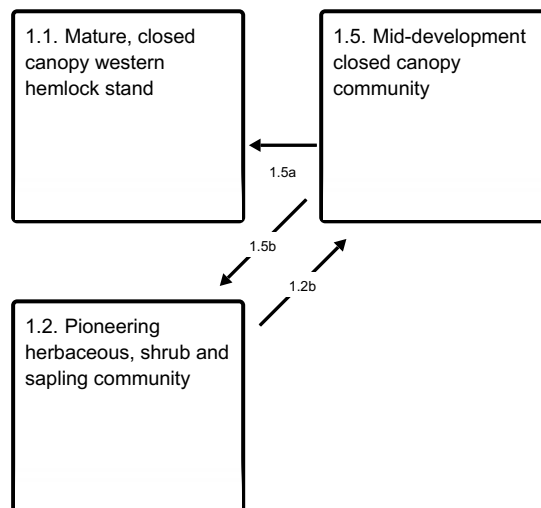 1.1. Mature, closed
canopy western
hemlock stand
1.5. Mid-development
closed canopy
community
1.5a
1.5b
1.2b
1.2. Pioneering
herbaceous, shrub and
sapling community